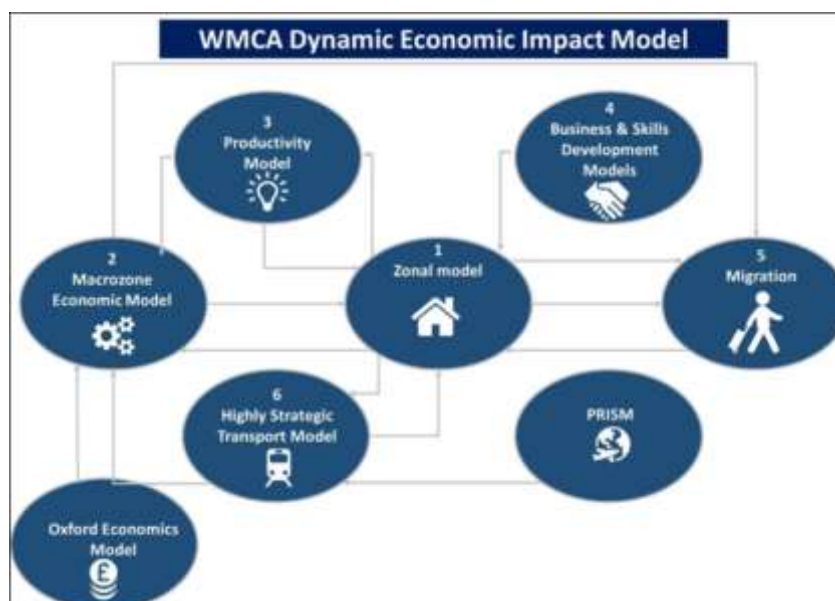 WMCA Dynamic Economic Impact Model
3
Productivity
Model
4
Business & Skills
Development
Models
2
Macrozone
Economic Model
1
Zonal model
5
Migration
6
Highly Strategic
Transport Model
PRISM
Oxford Economics
Model
£